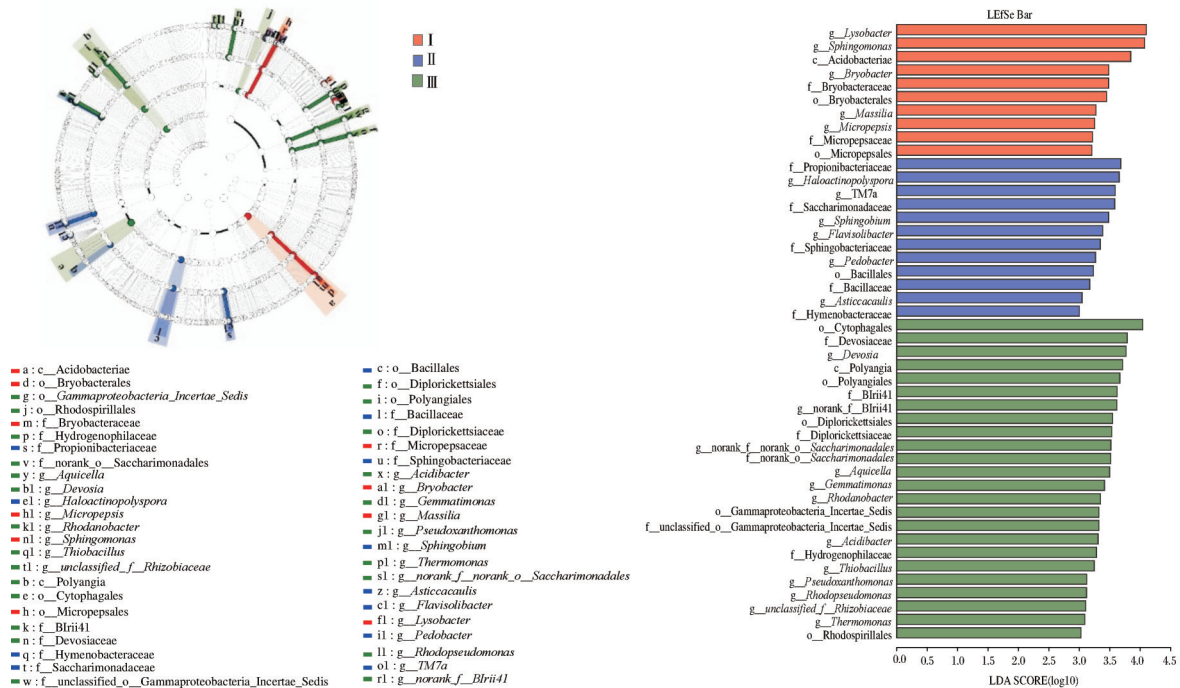 I
II
III
a : c__Acidobacteriae
d : o__Bryobacterales
g : o__Gammaproteobacteria_Incertae_Sedis
j : o__Rhodospirillales
m : f__Bryobacteraceae
p : f__Hydrogenophilaceae
s : f__Propionibacteriaceae
v : f__norank_o__Saccharimonadales
y : g__Aquicella
b1 : g__Devosia
e1 : g__Haloactinopolyspora
h1 : g__Micropepsis
k1 : g__Rhodanobacter
n1 : g__Sphingomonas
q1 : g__Thiobacillus
t1 : g__unclassified_f__Rhizobiaceae
b : c__Polyangia
e : o__Cytophagales
h : o__Micropepsales
k : f__BIrii41
n : f__Devosiaceae
q : f__Hymenobacteraceae
t : f__Saccharimonadaceae
w : f__unclassified_o__Gammaproteobacteria_Incertae_Sedis
c : o__Bacillales
f : o__Diplorickettsiales
i : o__Polyangiales
l : f__Bacillaceae
o : f__Diplorickettsiaceae
r : f__Micropepsaceae
u : f__Sphingobacteriaceae
x : g__Acidibacter
a1 : g__Bryobacter
d1 : g__Gemmatimonas
g1 : g__Massilia
j1 : g__Pseudoxanthomonas
m1 : g__Sphingobium
p1 : g__Thermomonas
s1 : g__norank_f__norank_o__Saccharimonadales
z : g__Asticcacaulis
c1 : g__Flavisolibacter
f1 : g__Lysobacter
i1 : g__Pedobacter
l1 : g__Rhodopseudomonas
o1 : g__TM7a
r1 : g__norank_f__BIrii41
LEfSe Bar
g__Lysobacter
g__Sphingomonas
c__Acidobacteriae
g__Bryobacter
f__Bryobacteraceae
o__Bryobacterales
g__Massilia
g__Micropepsis
f__Micropepsaceae
o__Micropepsales
f__Propionibacteriaceae
g__Haloactinopolyspora
g__TM7a
f__Saccharimonadaceae
g__Sphingobium
g__Flavisolibacter
f__Sphingobacteriaceae
g__Pedobacter
o__Bacillales
f__Bacillaceae
g__Asticcacaulis
f__Hymenobacteraceae
o__Cytophagales
f__Devosiaceae
g__Devosia
c__Polyangia
o__Polyangiales
f__BIrii41
g__norank_f__BIrii41
o__Diplorickettsiales
f__Diplorickettsiaceae
g__norank_f__norank_o__Saccharimonadales
f__norank_o__Saccharimonadales
g__Aquicella
g__Gemmatimonas
g__Rhodanobacter
o__Gammaproteobacteria_Incertae_Sedis
f__unclassified_o__Gammaproteobacteria_Incertae_Sedis
g__Acidibacter
f__Hydrogenophilaceae
g__Thiobacillus
g__Pseudoxanthomonas
g__Rhodopseudomonas
g__unclassified_f__Rhizobiaceae
g__Thermomonas
o__Rhodospirillales
0.0 0.5 1.0 1.5 2.0 2.5 3.0 3.5 4.0 4.5
LDA SCORE(log10)